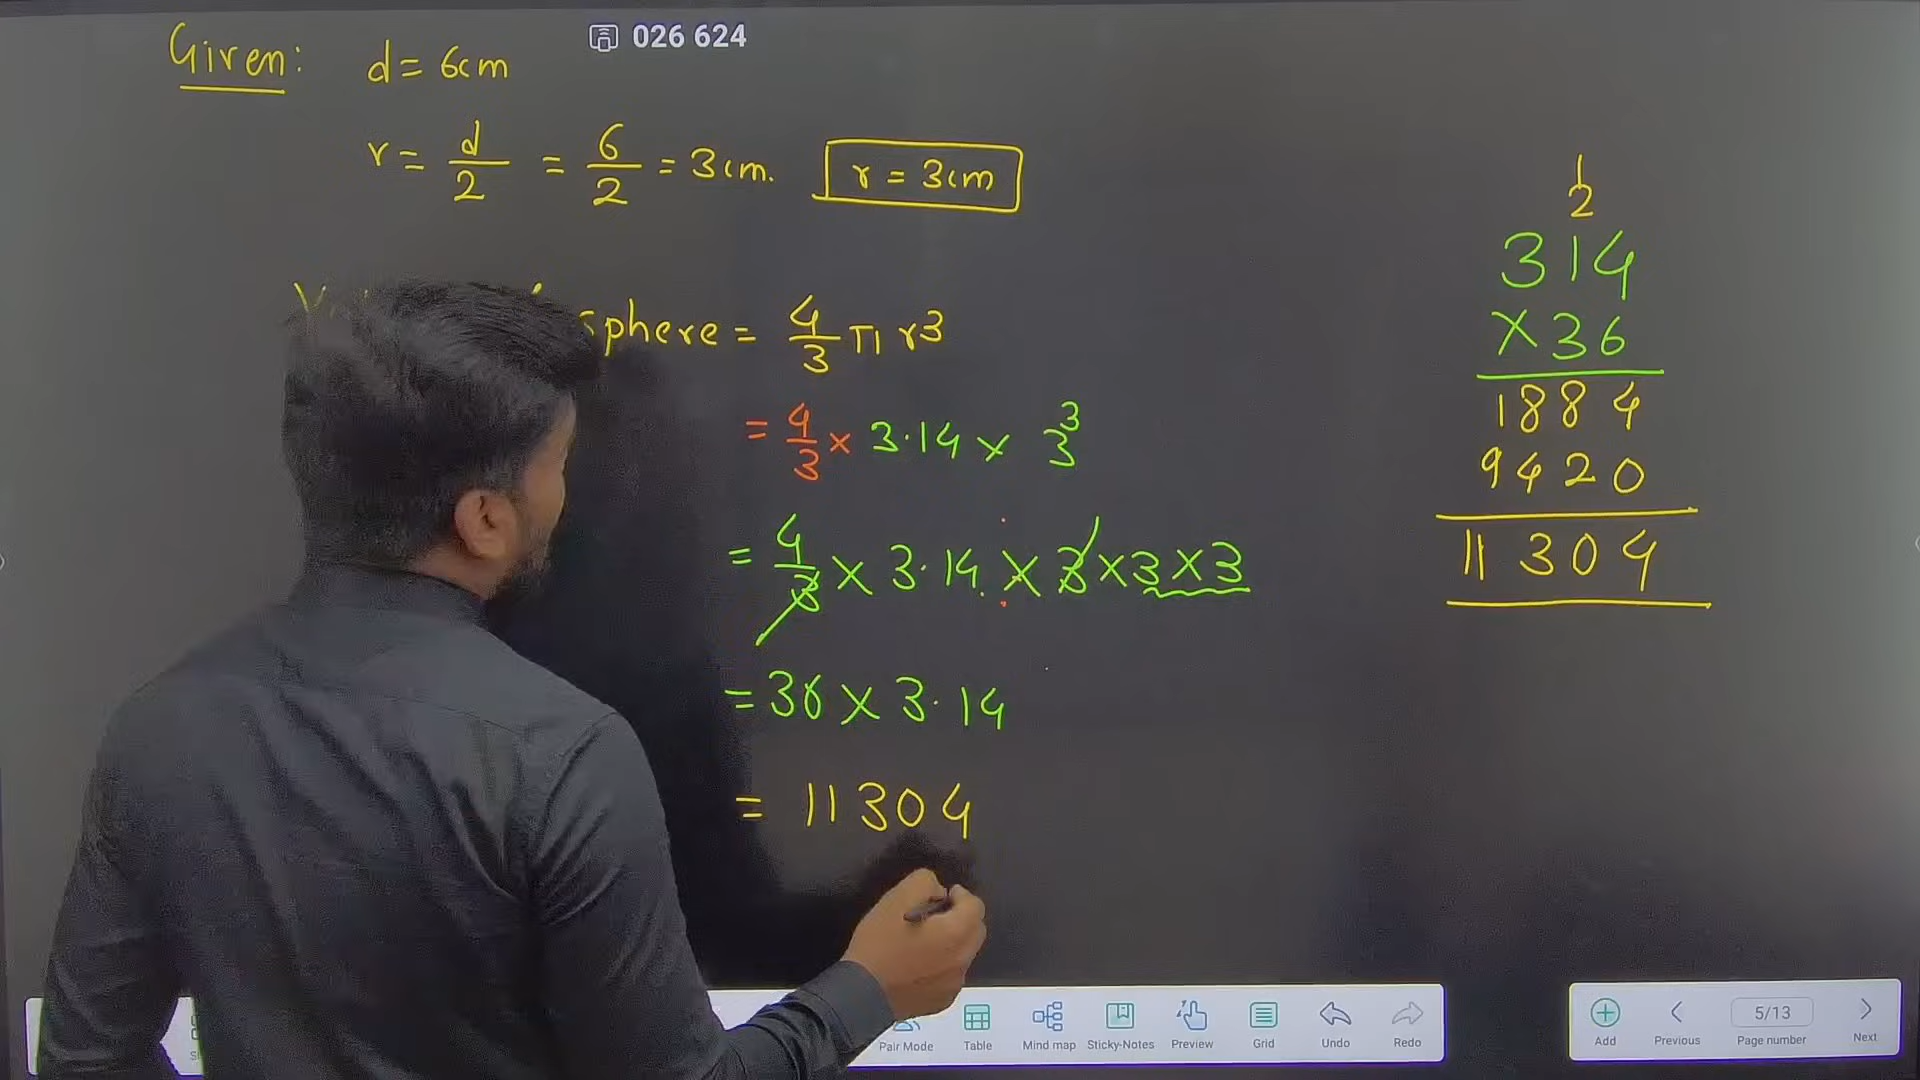 026 624
Given: d = 6cm
r = d/2 = 6/2 = 3cm. r = 3cm
sphere = 4/3 π r³
= 4/3 × 3.14 × 3³
= 4/3 × 3.14 × 3 × 3 × 3
= 36 × 3.14
= 11304
1
2
314
×36
1884
9420
11304
Pair Mode
Table
Mind map
Sticky-Notes
Preview
Grid
Undo
Redo
Add
Previous
5/13
Page number
Next